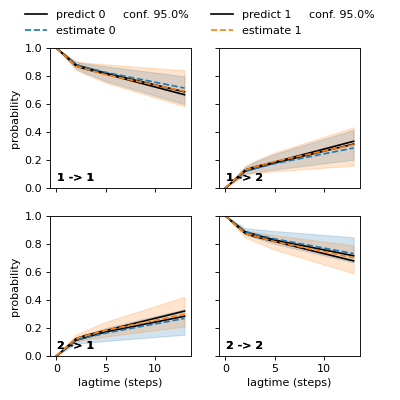 predict 0 conf. 95.0% predict 1 conf. 95.0%
estimate 0 estimate 1
1.0
0.8
0.6
0.4
0.2
0.0
probability
1 -> 1
1 -> 2
1.0
0.8
0.6
0.4
0.2
0.0
probability
2 -> 1
2 -> 2
0 5 10 0 5 10
lagtime (steps) lagtime (steps)